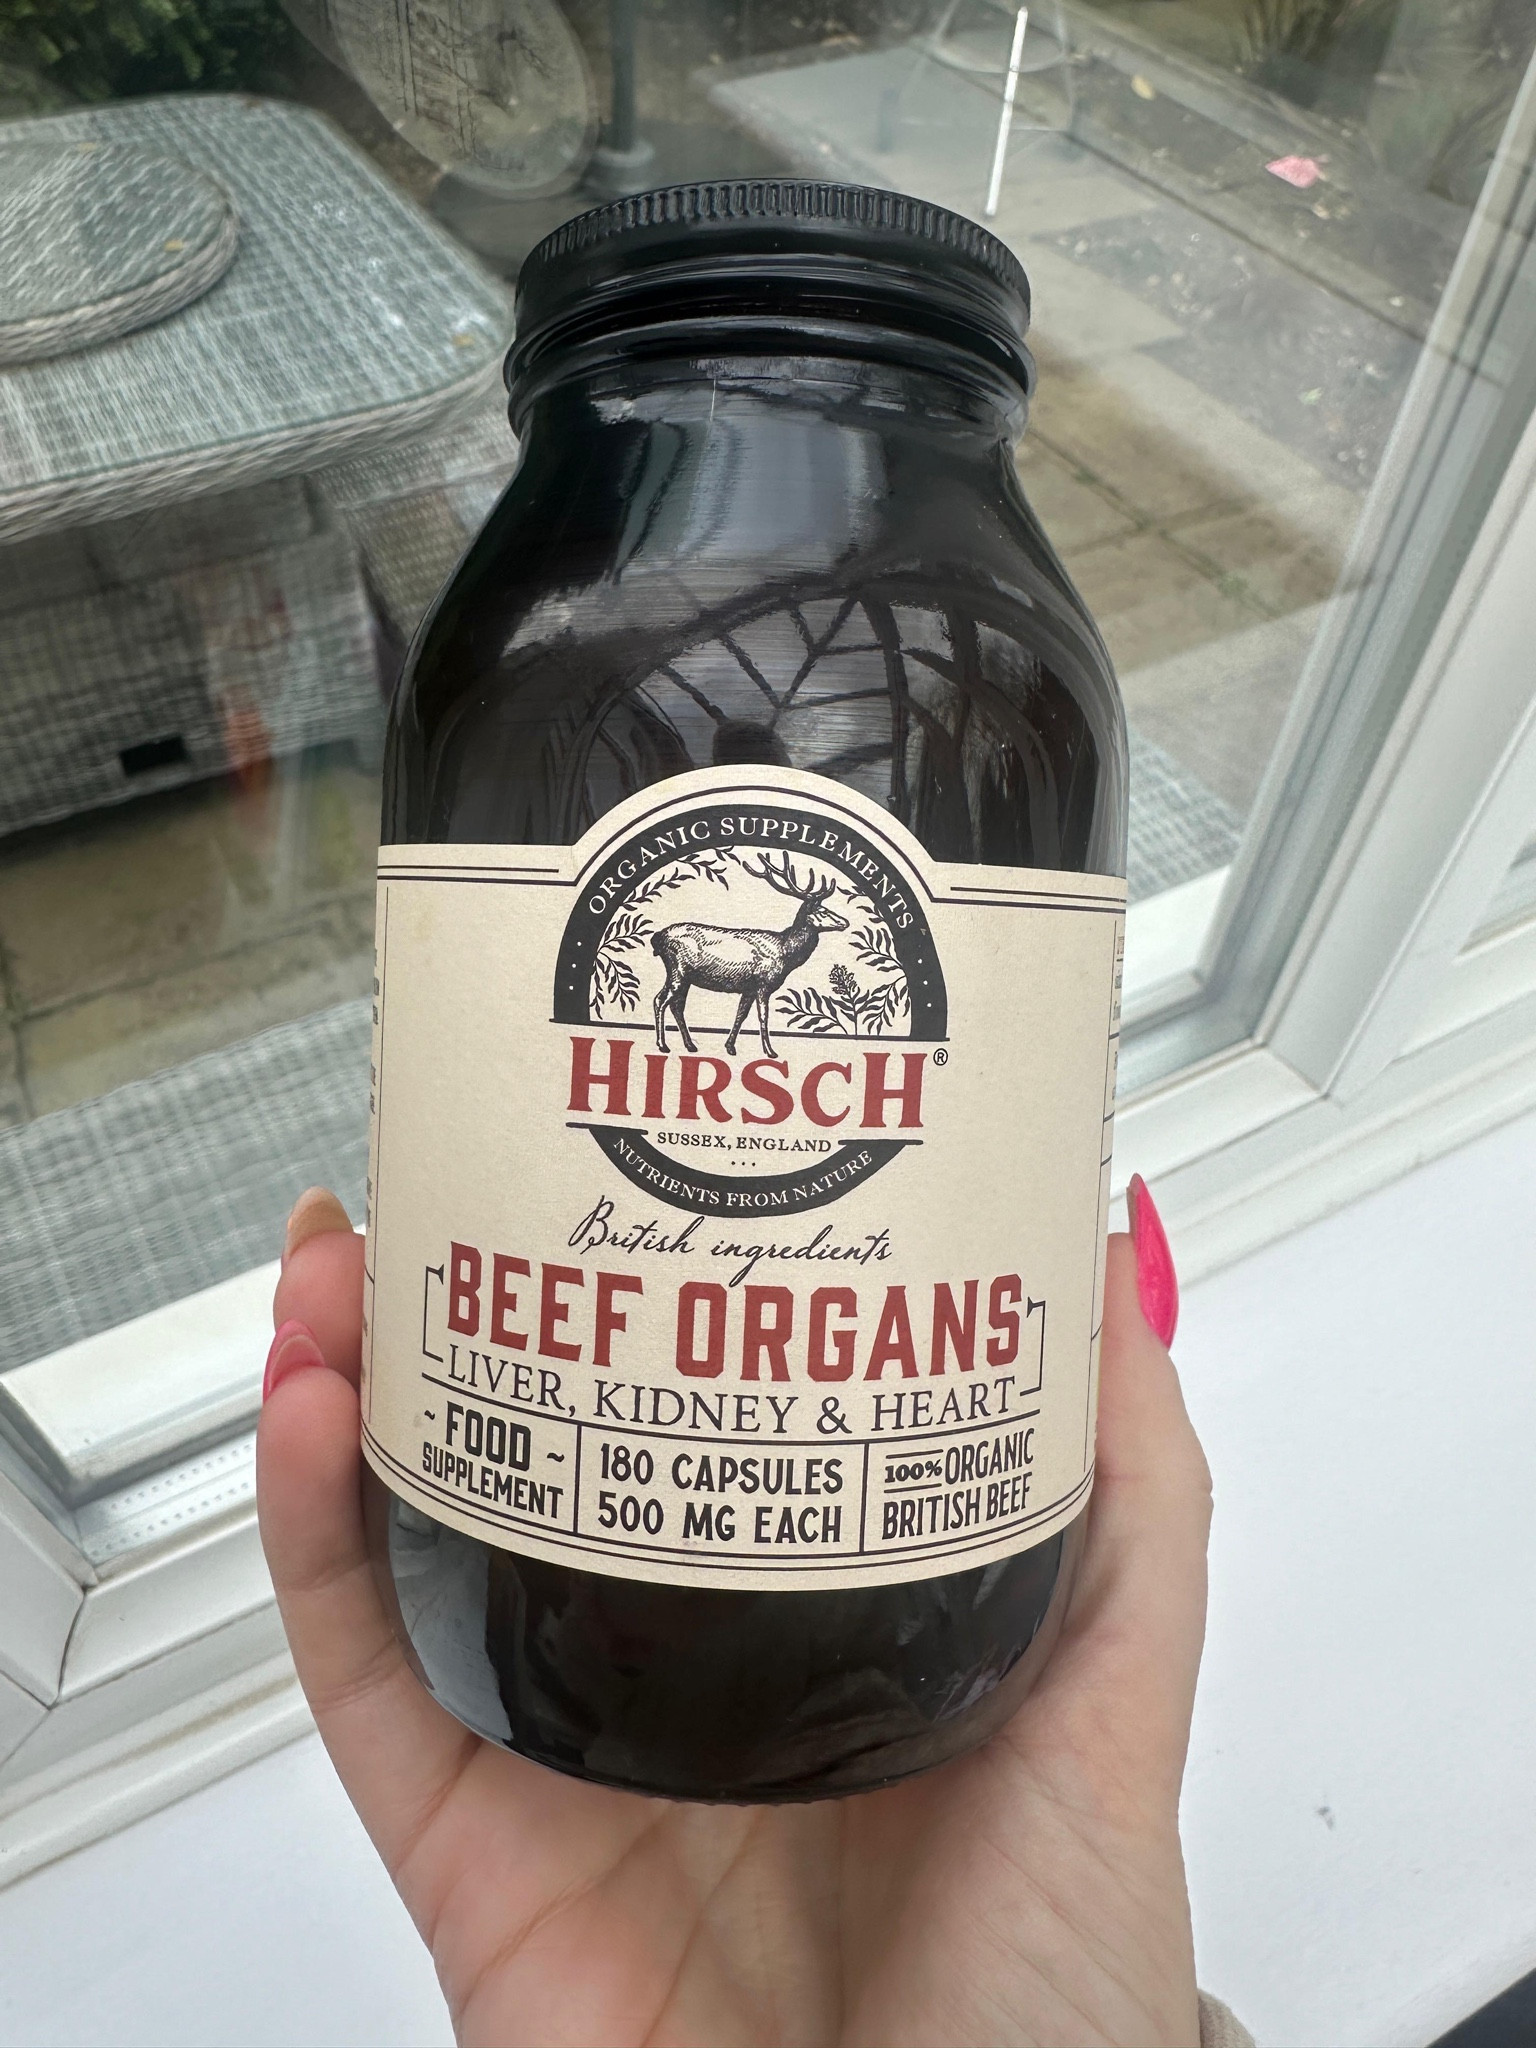 ORGANIC SUPPLEMENTS
HIRSCH®
SUSSEX, ENGLAND
NUTRIENTS FROM NATURE
British ingredients
BEEF ORGANS
LIVER, KIDNEY & HEART
~ FOOD ~
SUPPLEMENT
180 CAPSULES
500 MG EACH
100% ORGANIC
BRITISH BEEF